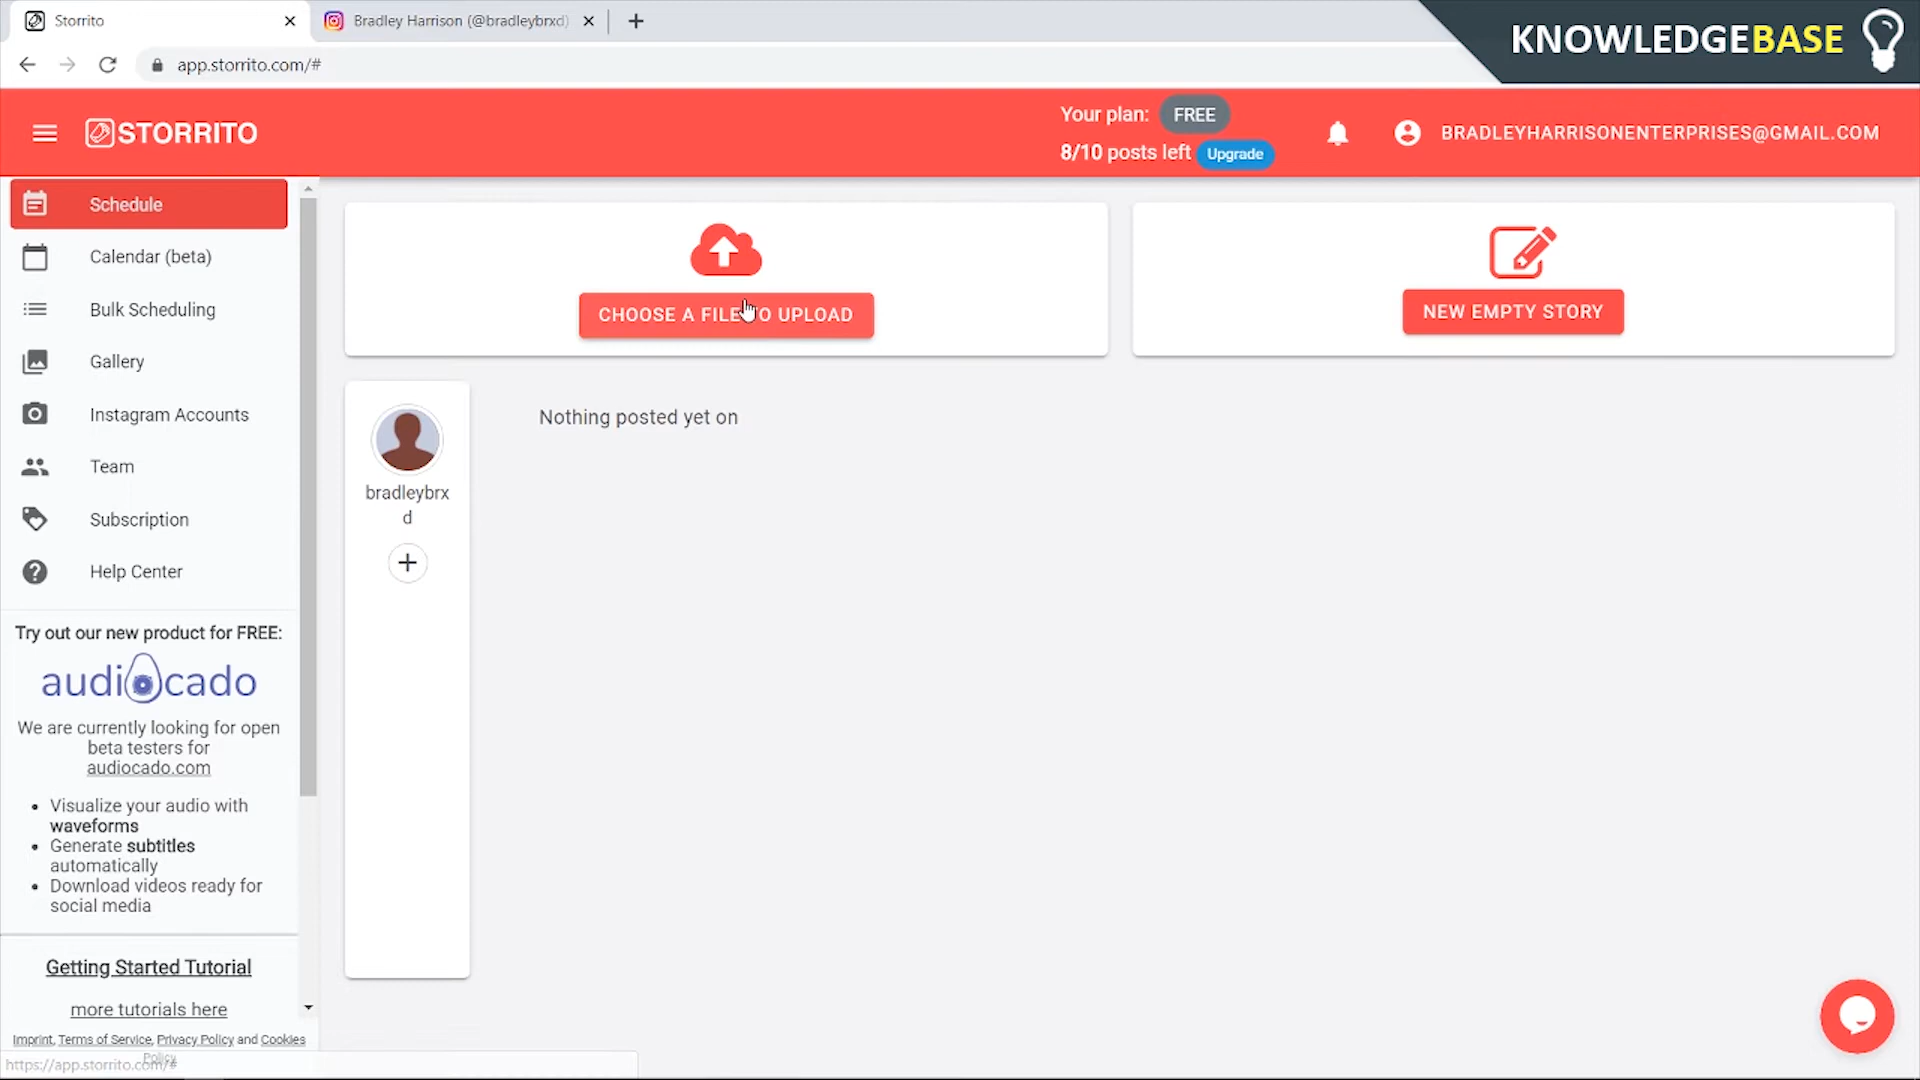 Storrito
Bradley Harrison (@bradleybrxd)
KNOWLEDGEBASE
app.storrito.com/#
STORRITO
Your plan: FREE
8/10 posts left Upgrade
BRADLEYHARRISONENTERPRISES@GMAIL.COM
Schedule
Calendar (beta)
Bulk Scheduling
Gallery
Instagram Accounts
Team
Subscription
Help Center
Try out our new product for FREE:
audiocado
We are currently looking for open
beta testers for
audiocado.com
• Visualize your audio with
waveforms
• Generate subtitles
automatically
• Download videos ready for
social media
Getting Started Tutorial
more tutorials here
Imprint, Terms of Service, Privacy Policy and Cookies
Policy
https://app.storrito.com/#
CHOOSE A FILE TO UPLOAD
NEW EMPTY STORY
bradleybrx
d
Nothing posted yet on